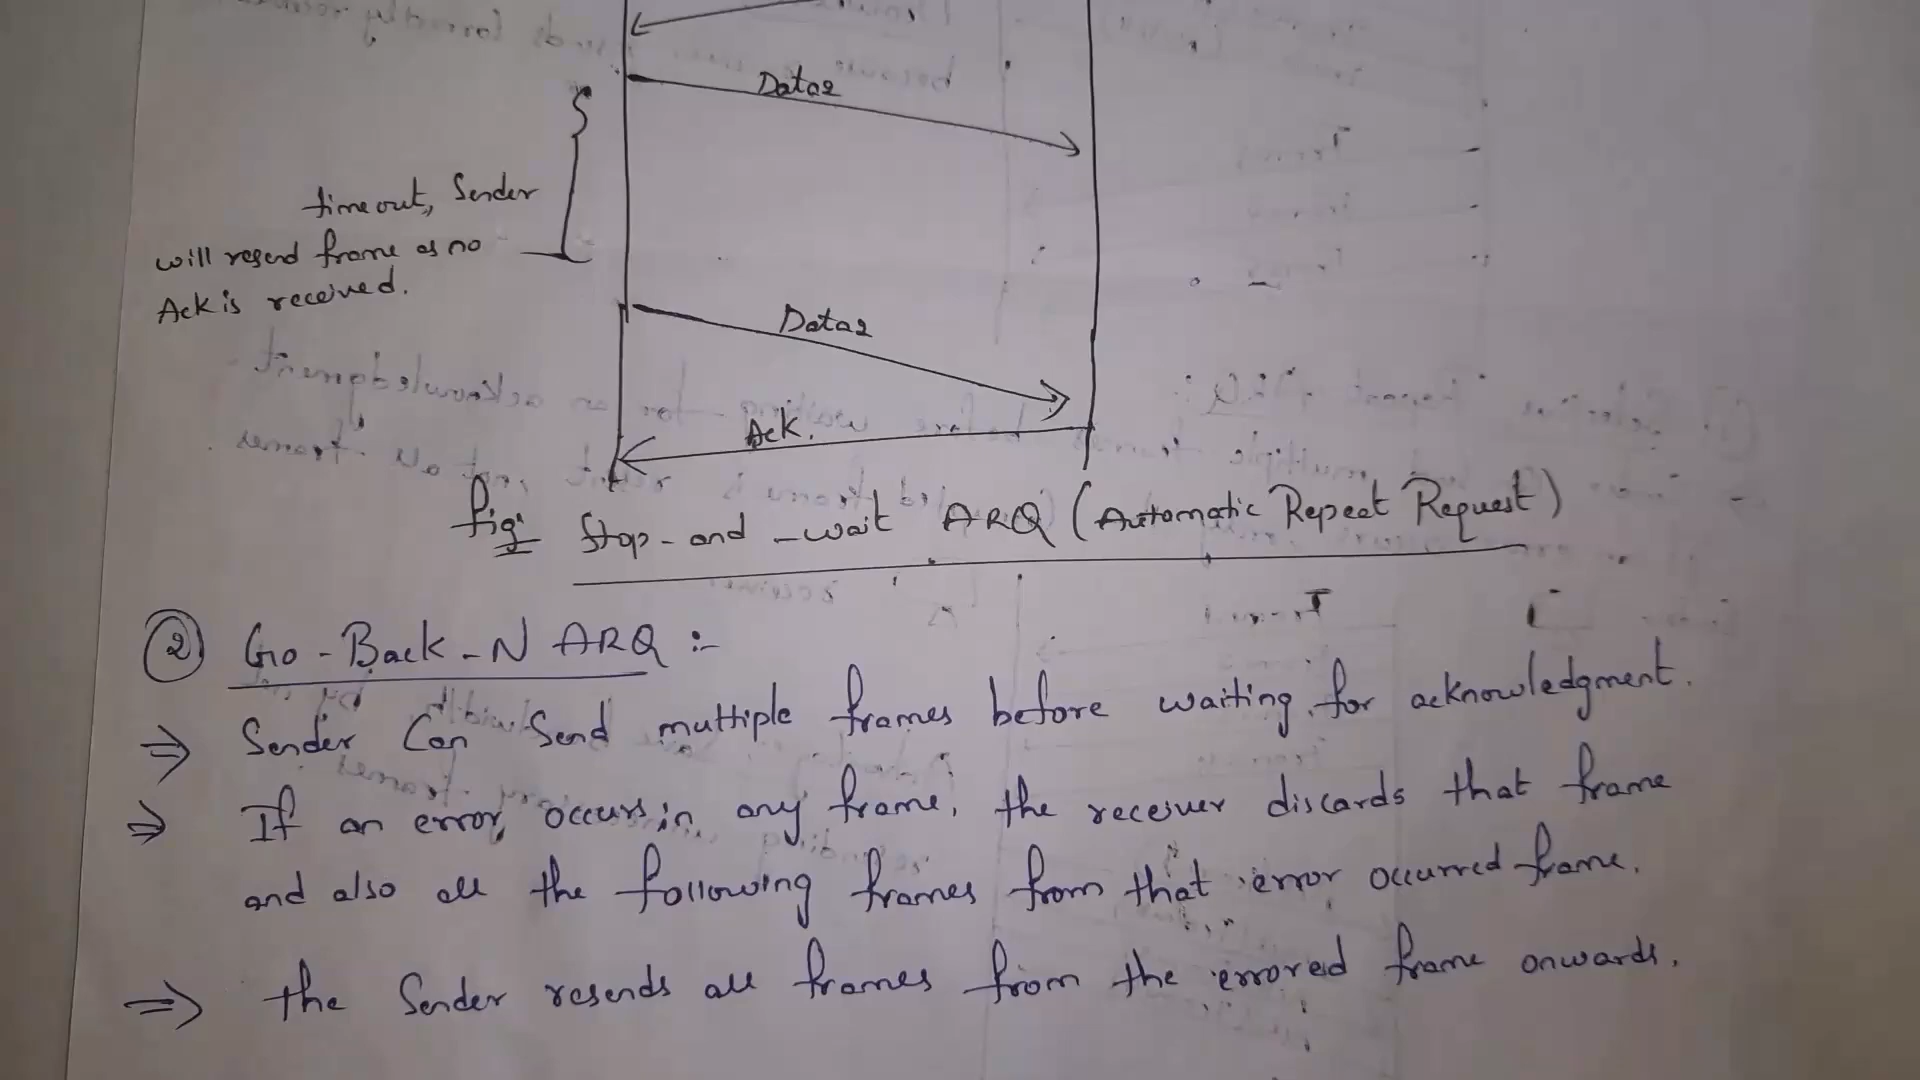 Data2
timeout, Sender
will resend frame as no
Ack is received.
Data2
Ack.
fig: Stop-and-wait ARQ (Automatic Repeat Request)
② Go-Back-N ARQ :-
⇒ Sender Can Send multiple frames before waiting for acknowledgment.
⇒ If an error occurs in any frame, the receiver discards that frame
and also all the following frames from that error occurred frame.
⇒ the Sender resends all frames from the errored frame onwards.